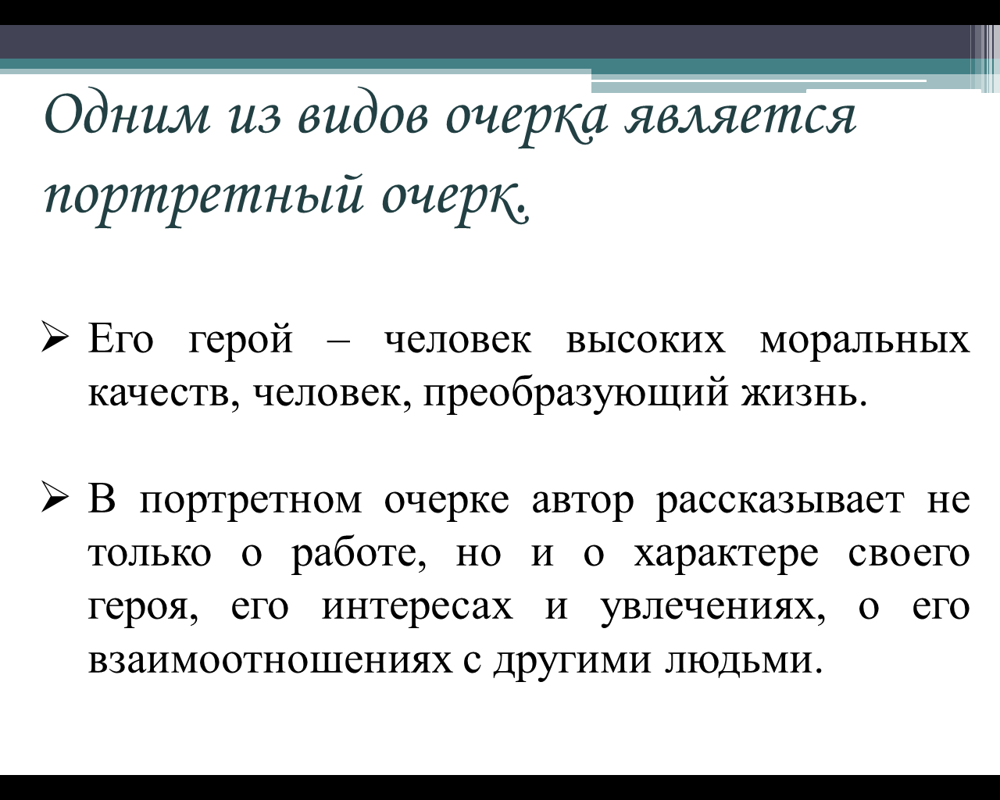 Одним из видов очерка является
портретный очерк.
Его герой – человек высоких моральных
качеств, человек, преобразующий жизнь.
В портретном очерке автор рассказывает не
только о работе, но и о характере своего
героя, его интересах и увлечениях, о его
взаимоотношениях с другими людьми.